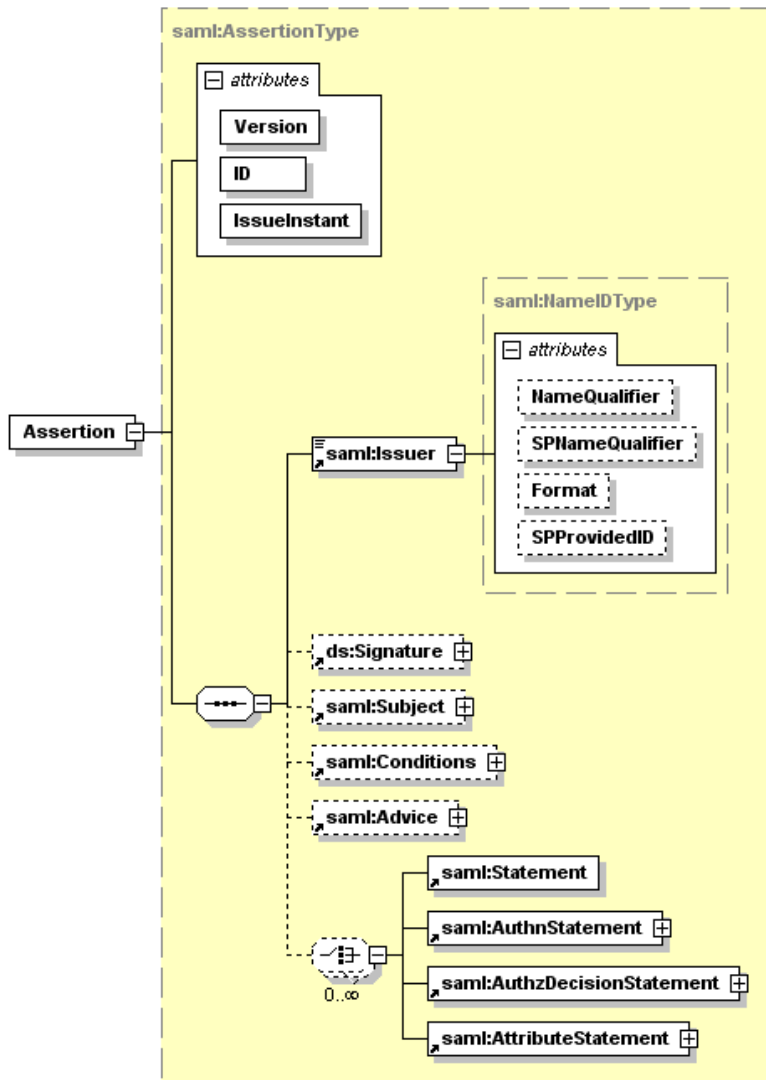 saml:AssertionType
attributes
Version
ID
IssueInstant
saml:NameIDType
attributes
NameQualifier
SPNameQualifier
Format
SPProvidedID
Assertion
saml:Issuer
ds:Signature
saml:Subject
saml:Conditions
saml:Advice
saml:Statement
saml:AuthnStatement
saml:AuthzDecisionStatement
saml:AttributeStatement
0..∞